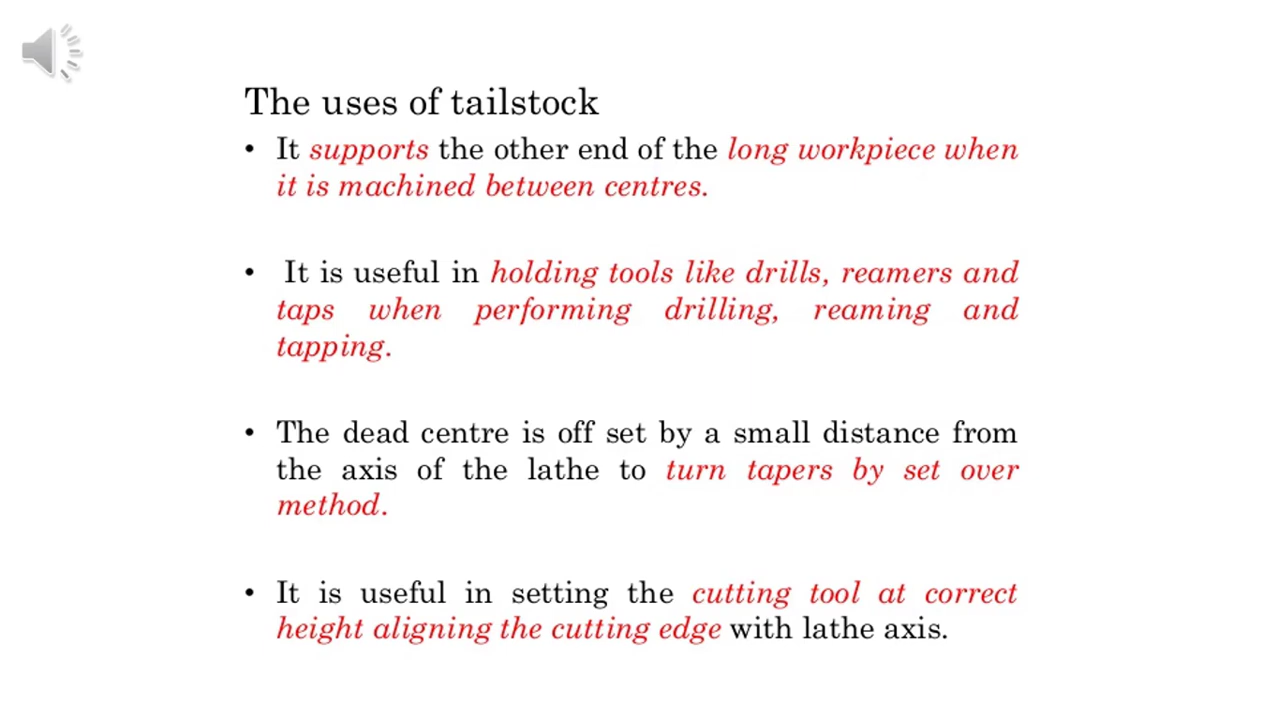 The uses of tailstock
• It supports the other end of the long workpiece when
it is machined between centres.
• It is useful in holding tools like drills, reamers and
taps when performing drilling, reaming and
tapping.
• The dead centre is off set by a small distance from
the axis of the lathe to turn tapers by set over
method.
• It is useful in setting the cutting tool at correct
height aligning the cutting edge with lathe axis.